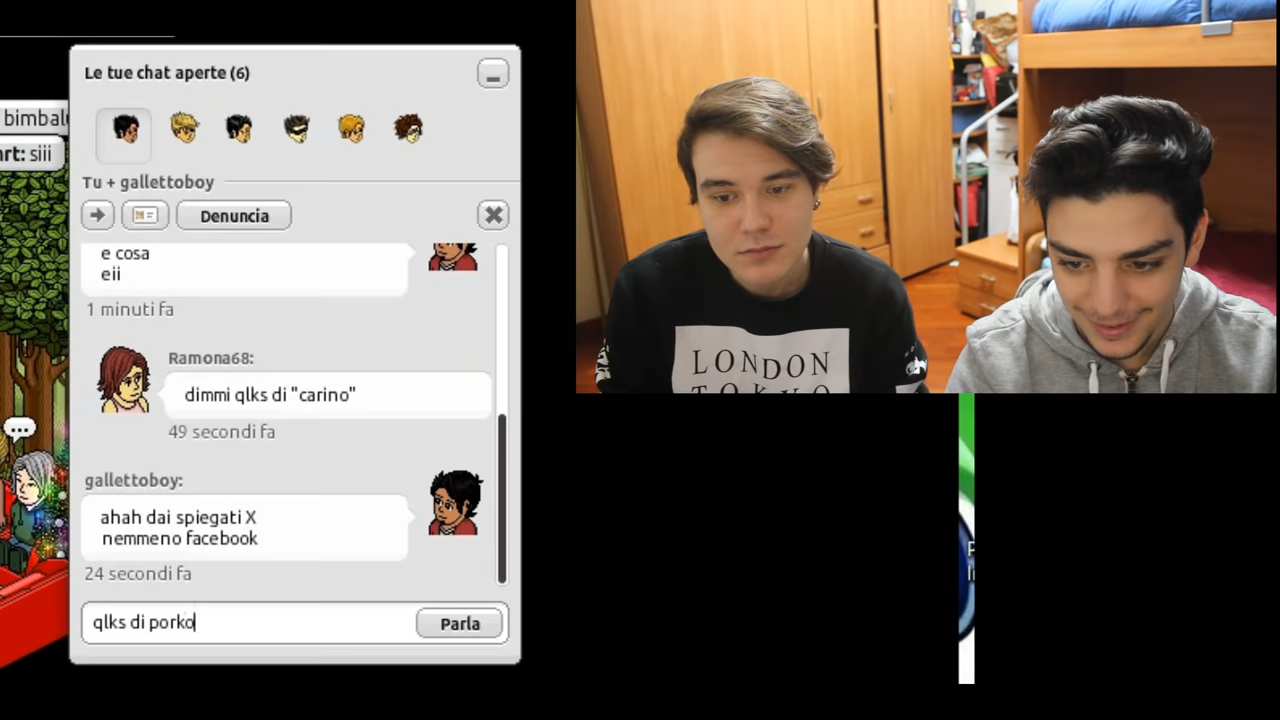 Le tue chat aperte (6)
bimbal
rt: siii
Tu + gallettoboy
Denuncia
e cosa
eii
1 minuti fa
Ramona68:
dimmi qlks di "carino"
49 secondi fa
gallettoboy:
ahah dai spiegati X
nemmeno facebook
24 secondi fa
qlks di porko
Parla
LONDON
TOKYO